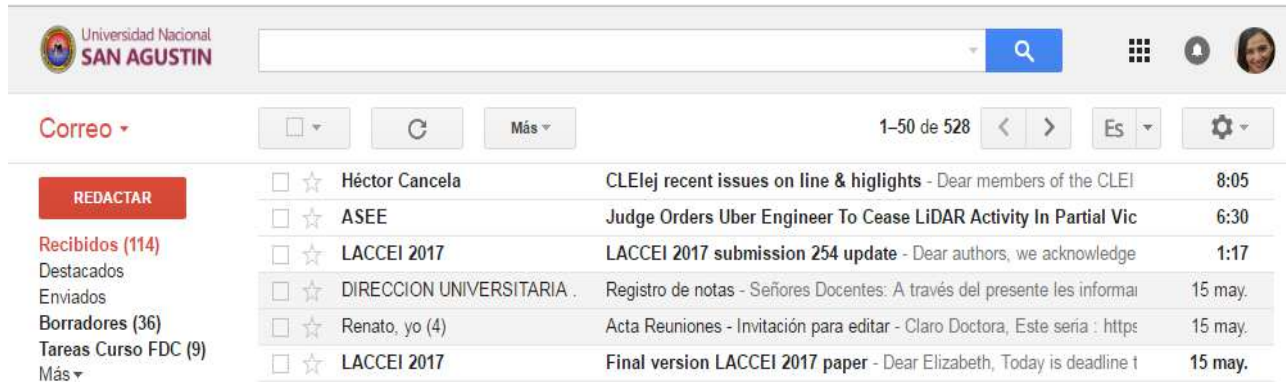 Universidad Nacional
SAN AGUSTIN
Correo
Más
1–50 de 528
Es
REDACTAR
Recibidos (114)
Destacados
Enviados
Borradores (36)
Tareas Curso FDC (9)
Más
Héctor Cancela CLEIej recent issues on line & higlights - Dear members of the CLEI 8:05
ASEE Judge Orders Uber Engineer To Cease LiDAR Activity In Partial Vic 6:30
LACCEI 2017 LACCEI 2017 submission 254 update - Dear authors, we acknowledge 1:17
DIRECCION UNIVERSITARIA . Registro de notas - Señores Docentes: A través del presente les informa 15 may.
Renato, yo (4) Acta Reuniones - Invitación para editar - Claro Doctora, Este seria : https 15 may.
LACCEI 2017 Final version LACCEI 2017 paper - Dear Elizabeth, Today is deadline t 15 may.